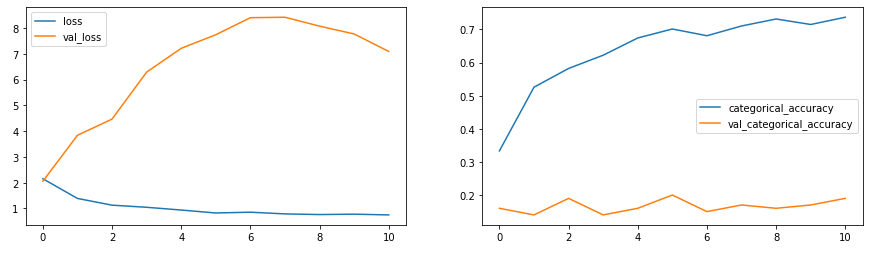 loss
val_loss
8
7
6
5
4
3
2
1
0 2 4 6 8 10
categorical_accuracy
val_categorical_accuracy
0.7
0.6
0.5
0.4
0.3
0.2
0 2 4 6 8 10